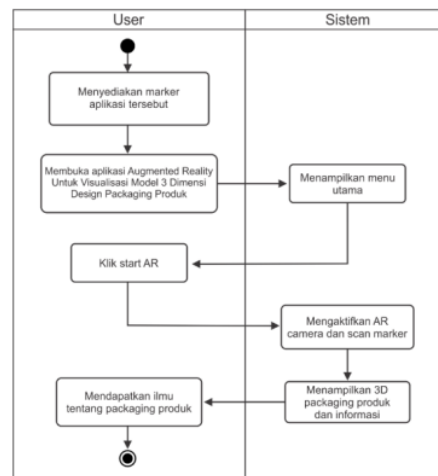 User
Sistem
Menyediakan marker
aplikasi tersebut
Membuka aplikasi Augmented Reality
Untuk Visualisasi Model 3 Dimensi
Design Packaging Produk
Menampilkan menu
utama
Klik start AR
Mengaktifkan AR
camera dan scan marker
Menampilkan 3D
packaging produk
dan informasi
Mendapatkan ilmu
tentang packaging produk